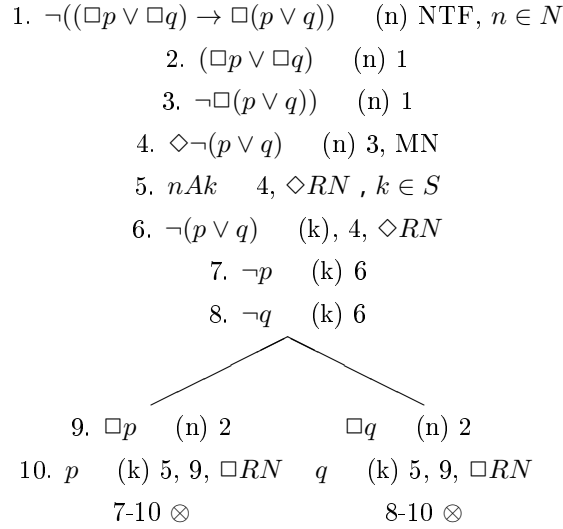 1. ¬((□p ∨ □q) → □(p ∨ q)) (n) NTF, n ∈ N
2. (□p ∨ □q) (n) 1
3. ¬□(p ∨ q)) (n) 1
4. ◇¬(p ∨ q) (n) 3, MN
5. nAk 4, ◇RN , k ∈ S
6. ¬(p ∨ q) (k), 4, ◇RN
7. ¬p (k) 6
8. ¬q (k) 6
9. □p (n) 2 □q (n) 2
10. p (k) 5, 9, □RN q (k) 5, 9, □RN
7-10 ⊗ 8-10 ⊗